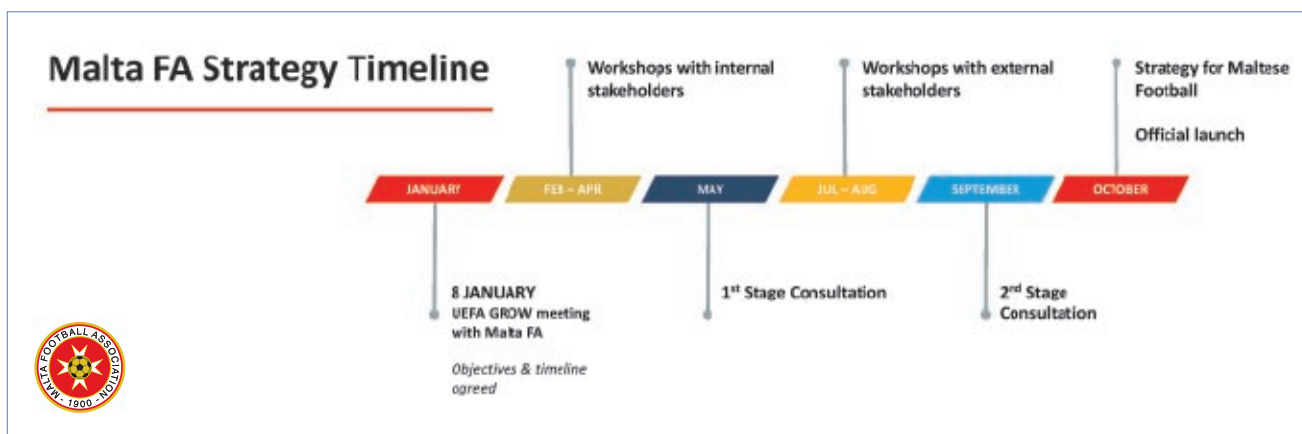 Malta FA Strategy Timeline
Workshops with internal
stakeholders
Workshops with external
stakeholders
Strategy for Maltese
Football
Official launch
JANUARY
FEB – APR
MAY
JUL – AUG
SEPTEMBER
OCTOBER
8 JANUARY
UEFA GROW meeting
with Malta FA
Objectives & timeline
agreed
1st Stage Consultation
2nd Stage
Consultation
MALTA FOOTBALL ASSOCIATION
- 1900 -